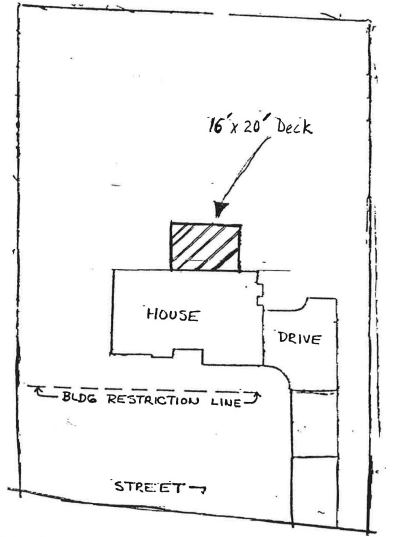 16' x 20' Deck
HOUSE
DRIVE
BLDG RESTRICTION LINE
STREET →